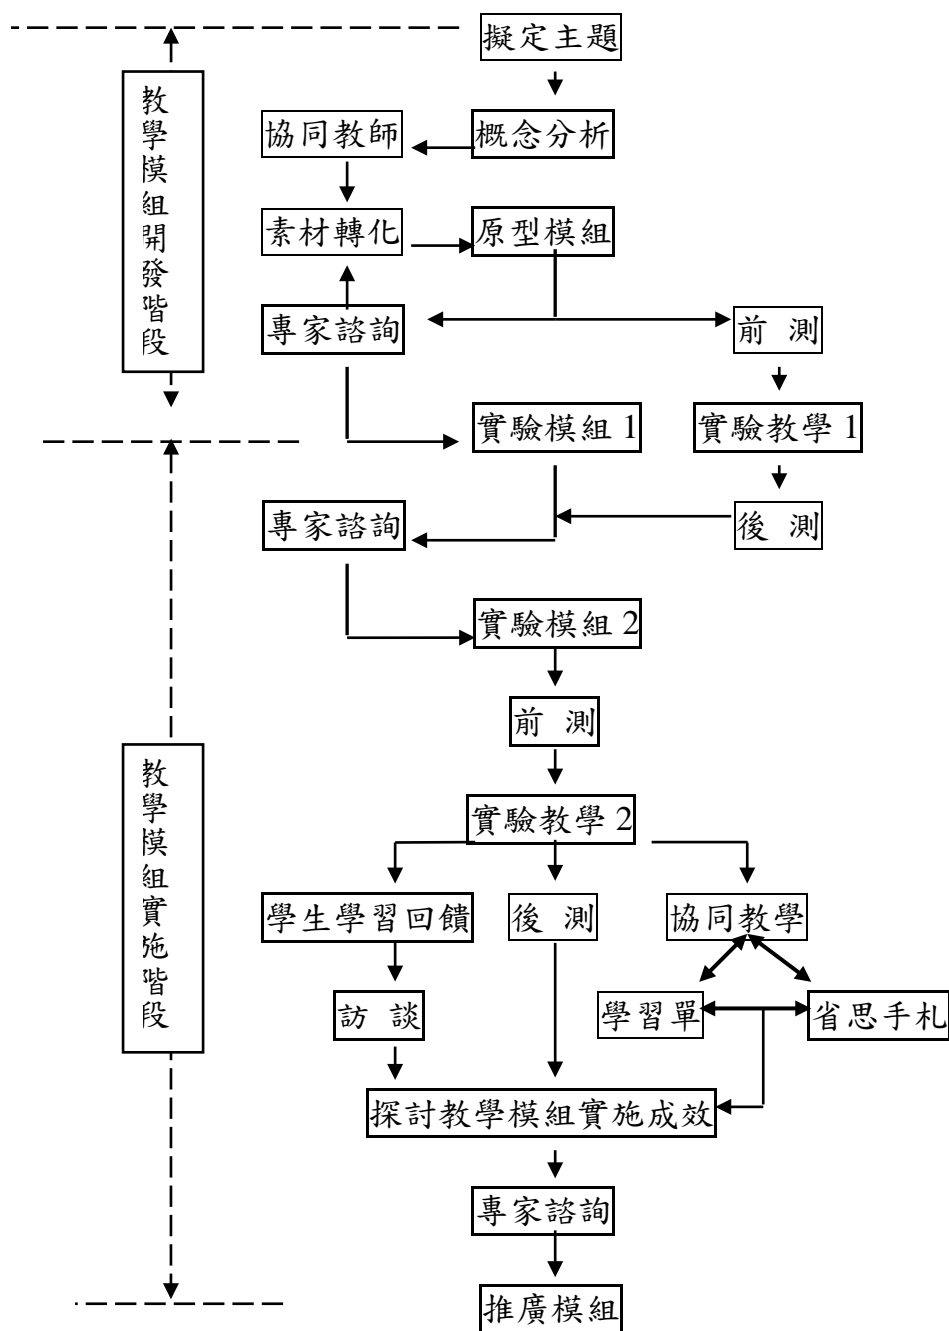 擬定主題
教學模組開發階段
協同教師
概念分析
素材轉化
原型模組
專家諮詢
前 測
實驗模組 1
實驗教學 1
專家諮詢
後 測
實驗模組 2
前 測
教學模組實施階段
實驗教學 2
學生學習回饋
後 測
協同教學
訪 談
學習單
省思手札
探討教學模組實施成效
專家諮詢
推廣模組